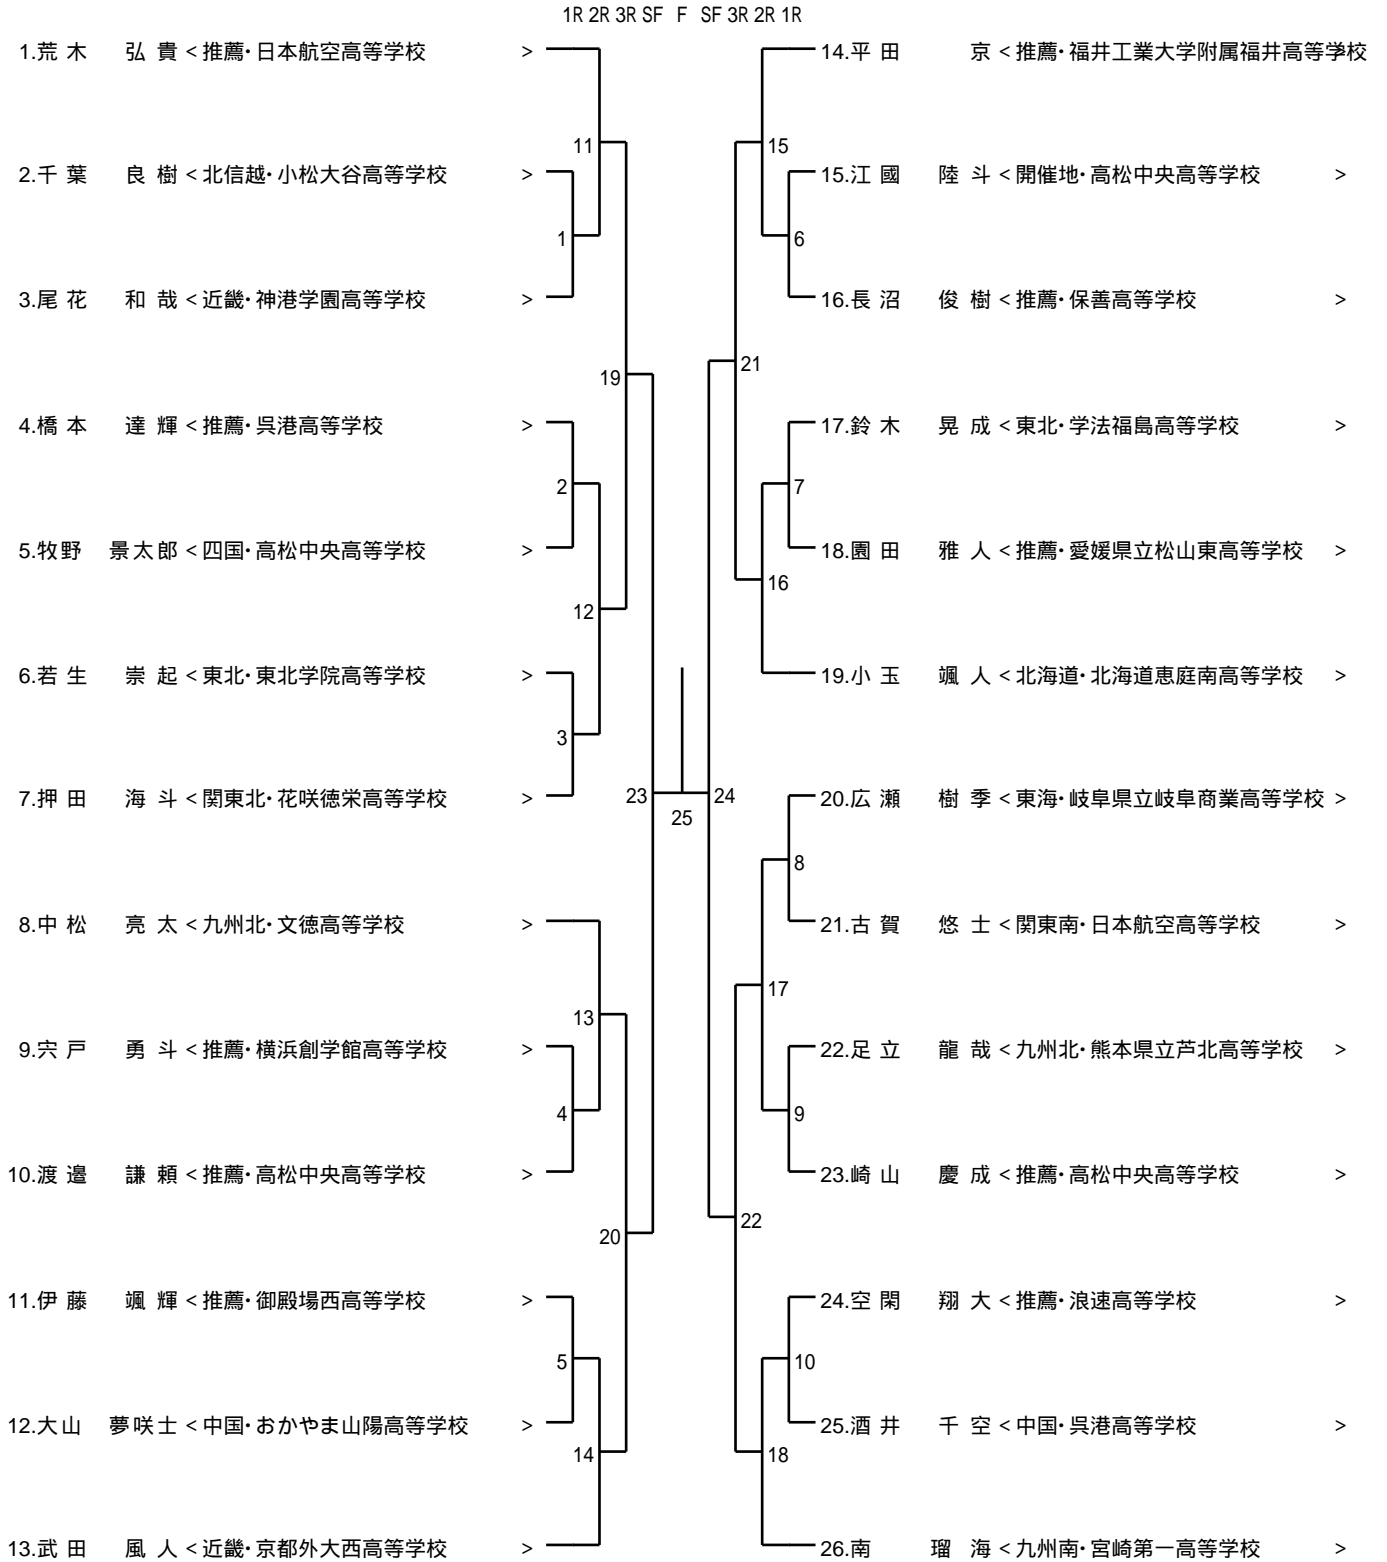 1R 2R 3R SF F SF 3R 2R 1R
1.荒木 弘貴<推薦・日本航空高等学校 >
2.千葉 良樹<北信越・小松大谷高等学校 >
3.尾花 和哉<近畿・神港学園高等学校 >
4.橋本 達輝<推薦・呉港高等学校 >
5.牧野 景太郎<四国・高松中央高等学校 >
6.若生 崇起<東北・東北学院高等学校 >
7.押田 海斗<関東北・花咲徳栄高等学校 >
8.中松 亮太<九州北・文徳高等学校 >
9.宍戸 勇斗<推薦・横浜創学館高等学校 >
10.渡邉 謙頼<推薦・高松中央高等学校 >
11.伊藤 颯輝<推薦・御殿場西高等学校 >
12.大山 夢咲士<中国・おかやま山陽高等学校 >
13.武田 風人<近畿・京都外大西高等学校 >
11
1
19
2
12
3
23
13
4
20
5
14
25
15
6
21
7
16
24
8
17
9
22
10
18
14.平田 京<推薦・福井工業大学附属福井高等学校>
15.江國 陸斗<開催地・高松中央高等学校 >
16.長沼 俊樹<推薦・保善高等学校 >
17.鈴木 晃成<東北・学法福島高等学校 >
18.園田 雅人<推薦・愛媛県立松山東高等学校 >
19.小玉 颯人<北海道・北海道恵庭南高等学校 >
20.広瀬 樹季<東海・岐阜県立岐阜商業高等学校 >
21.古賀 悠士<関東南・日本航空高等学校 >
22.足立 龍哉<九州北・熊本県立芦北高等学校 >
23.崎山 慶成<推薦・高松中央高等学校 >
24.空閑 翔大<推薦・浪速高等学校 >
25.酒井 千空<中国・呉港高等学校 >
26.南 瑠海<九州南・宮崎第一高等学校 >